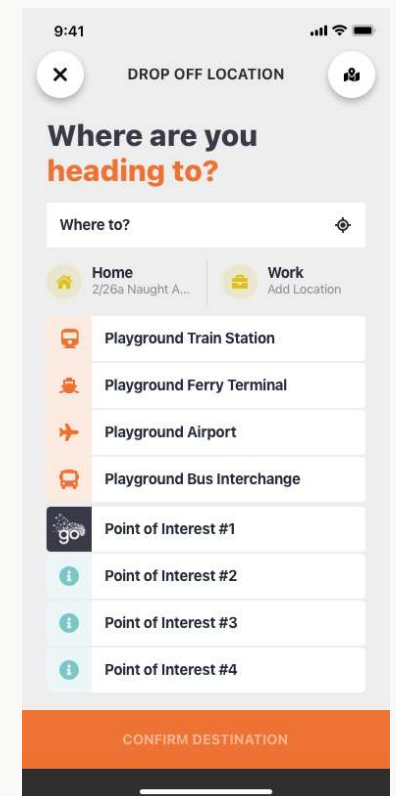 9:41
DROP OFF LOCATION
Where are you
heading to?
Where to?
Home
2/26a Naught A...
Work
Add Location
Playground Train Station
Playground Ferry Terminal
Playground Airport
Playground Bus Interchange
go
Point of Interest #1
Point of Interest #2
Point of Interest #3
Point of Interest #4
CONFIRM DESTINATION